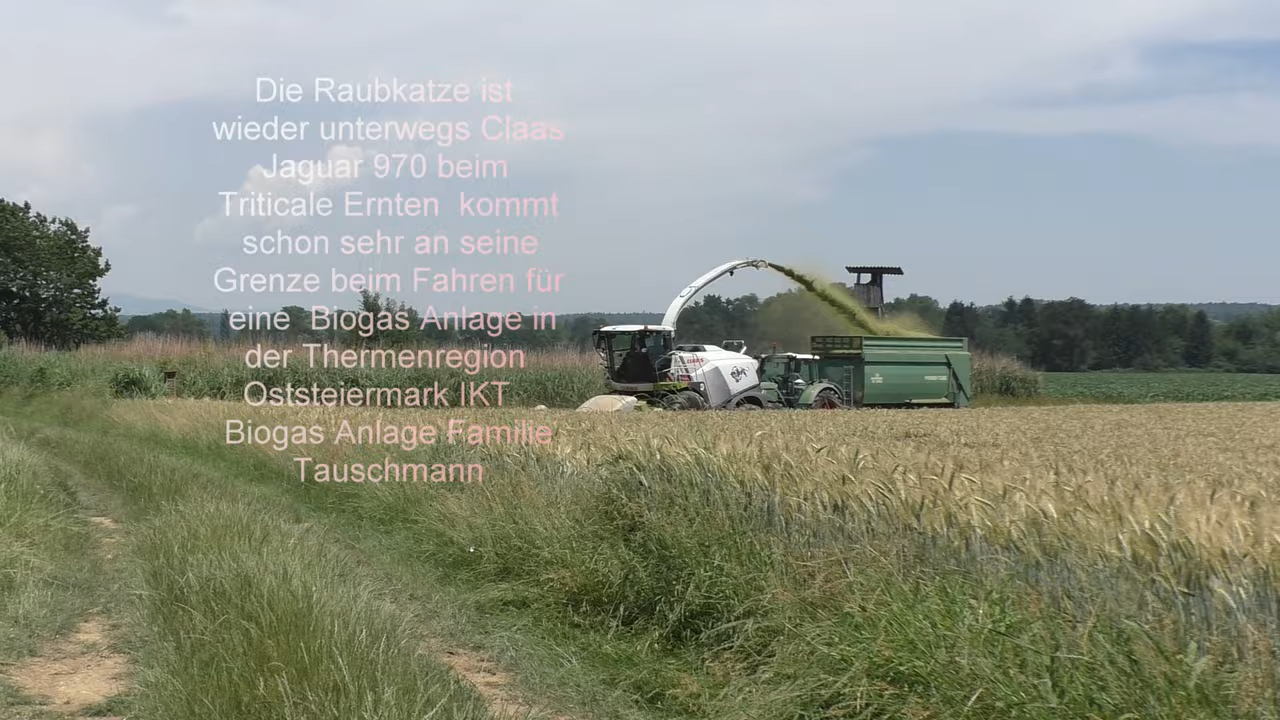 Die Raubkatze ist
wieder unterwegs Claas
Jaguar 970 beim
Triticale Ernten  kommt
schon sehr an seine
Grenze beim Fahren für
eine  Biogas Anlage in
der Thermenregion
Oststeiermark IKT
Biogas Anlage Familie
Tauschmann
CLAAS